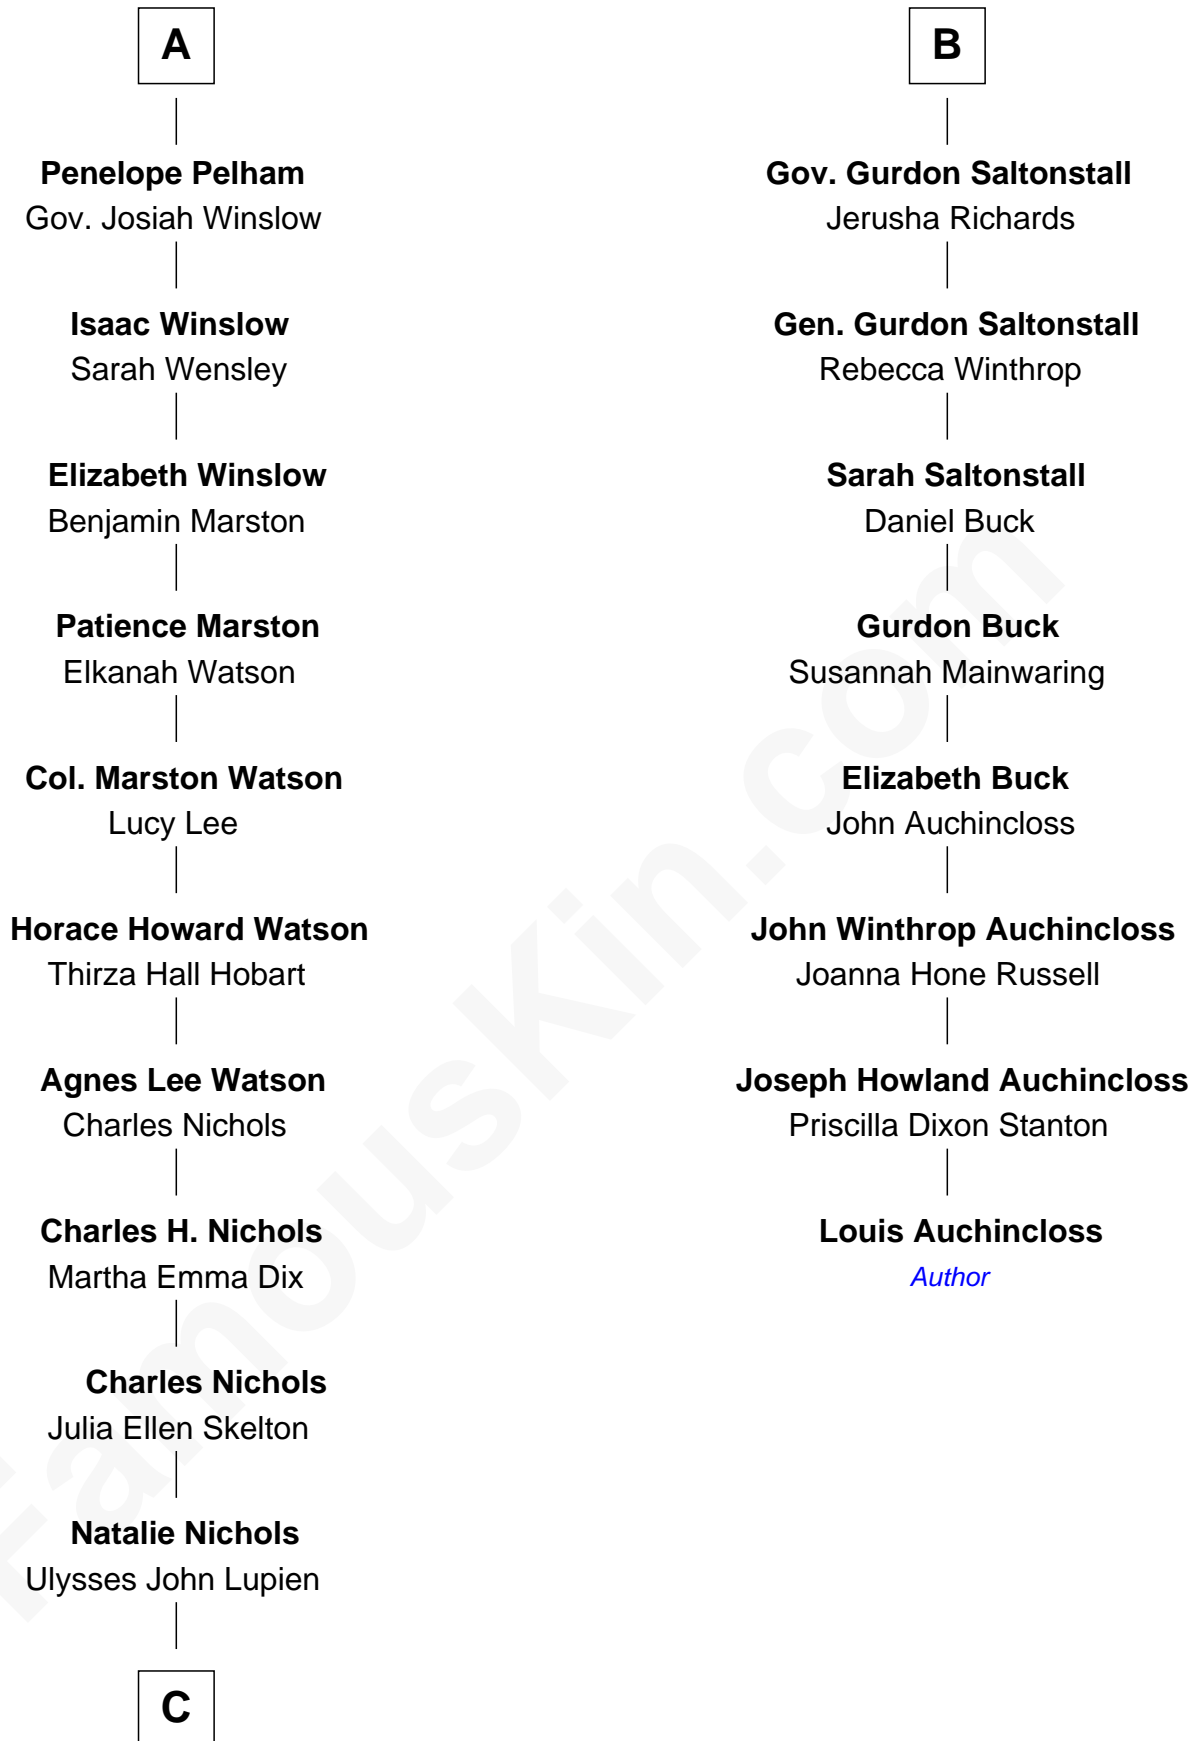 A
Penelope Pelham
Gov. Josiah Winslow
Isaac Winslow
Sarah Wensley
Elizabeth Winslow
Benjamin Marston
Patience Marston
Elkanah Watson
Col. Marston Watson
Lucy Lee
Horace Howard Watson
Thirza Hall Hobart
Agnes Lee Watson
Charles Nichols
Charles H. Nichols
Martha Emma Dix
Charles Nichols
Julia Ellen Skelton
Natalie Nichols
Ulysses John Lupien
C
B
Gov. Gurdon Saltonstall
Jerusha Richards
Gen. Gurdon Saltonstall
Rebecca Winthrop
Sarah Saltonstall
Daniel Buck
Gurdon Buck
Susannah Mainwaring
Elizabeth Buck
John Auchincloss
John Winthrop Auchincloss
Joanna Hone Russell
Joseph Howland Auchincloss
Priscilla Dixon Stanton
Louis Auchincloss
Author
FamousKin.com